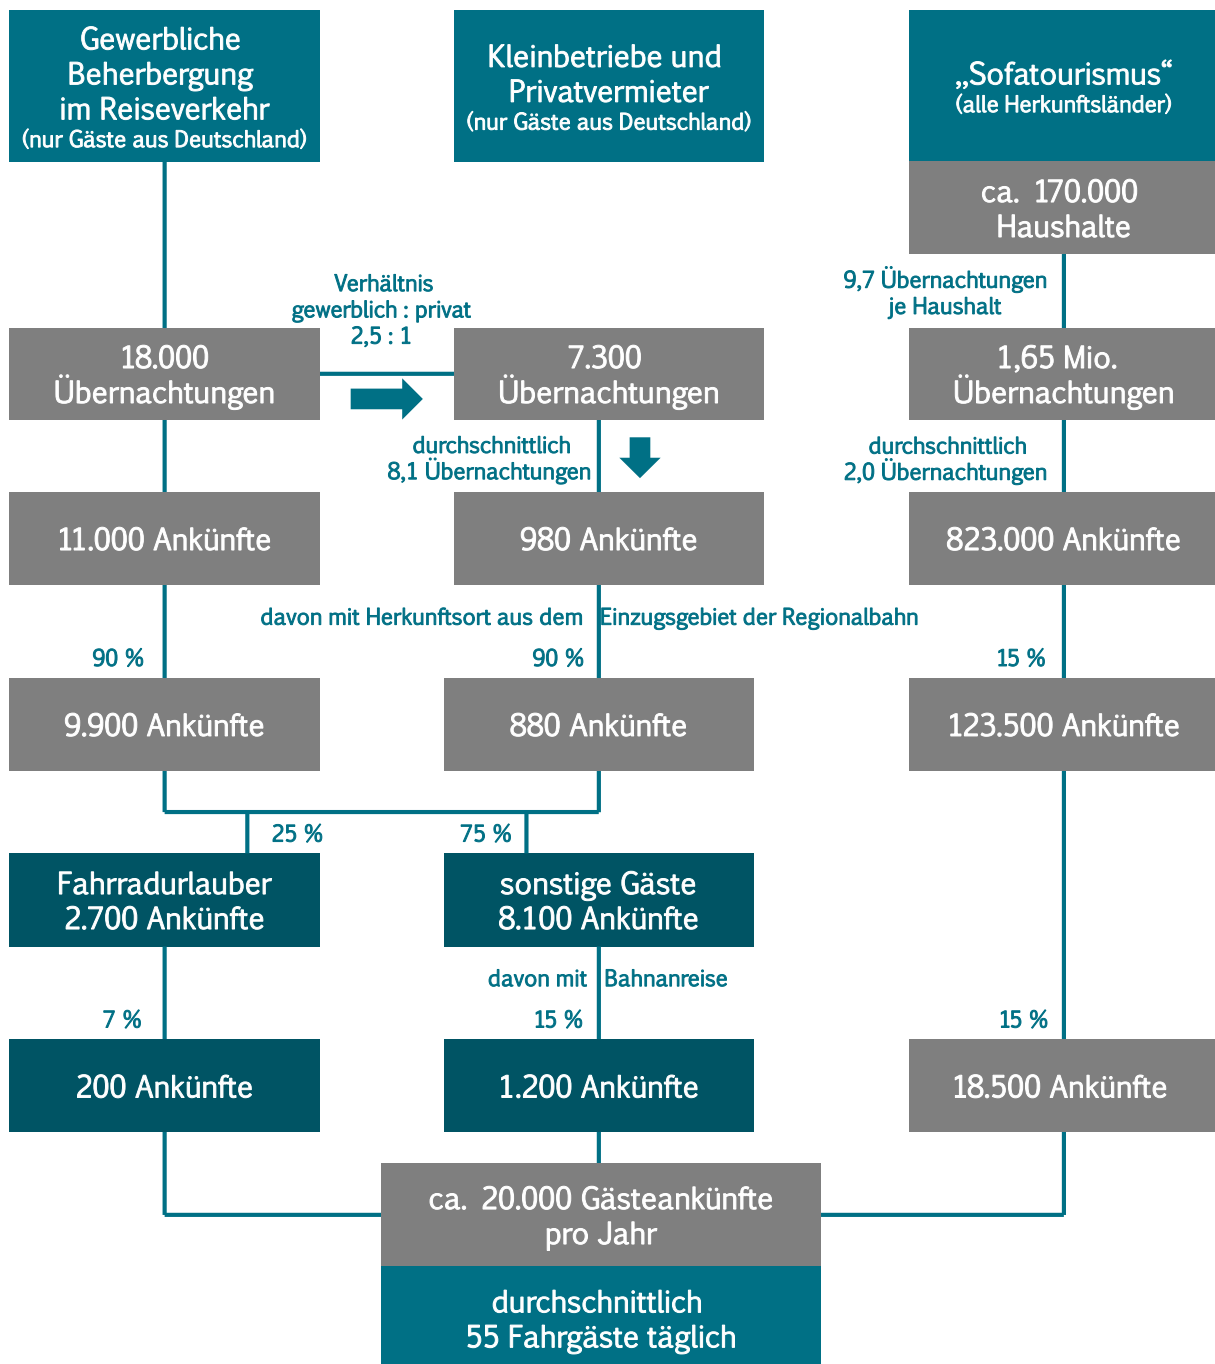 Gewerbliche
Beherbergung
im Reiseverkehr
(nur Gäste aus Deutschland)
Kleinbetriebe und
Privatvermieter
(nur Gäste aus Deutschland)
„Sofatourismus“
(alle Herkunftsländer)
ca. 170.000
Haushalte
Verhältnis
gewerblich : privat
2,5 : 1
9,7 Übernachtungen
je Haushalt
18.000
Übernachtungen
7.300
Übernachtungen
1,65 Mio.
Übernachtungen
durchschnittlich
8,1 Übernachtungen
durchschnittlich
2,0 Übernachtungen
11.000 Ankünfte
980 Ankünfte
823.000 Ankünfte
davon mit Herkunftsort aus dem Einzugsgebiet der Regionalbahn
90 %
90 %
15 %
9.900 Ankünfte
880 Ankünfte
123.500 Ankünfte
25 %
75 %
Fahrradurlauber
2.700 Ankünfte
sonstige Gäste
8.100 Ankünfte
davon mit Bahnanreise
7 %
15 %
15 %
200 Ankünfte
1.200 Ankünfte
18.500 Ankünfte
ca. 20.000 Gästeankünfte
pro Jahr
durchschnittlich
55 Fahrgäste täglich